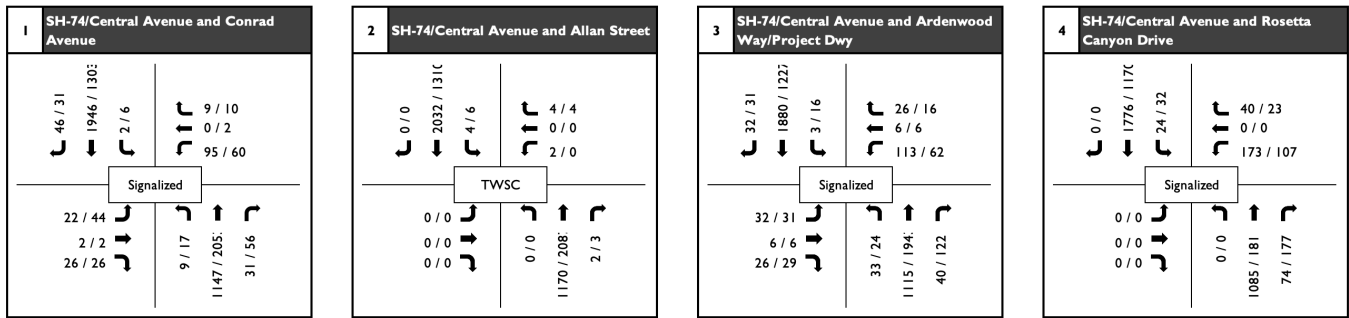 1
SH-74/Central Avenue and Conrad
Avenue
46 / 31
2 / 6
9 / 10
0 / 2
95 / 60
Signalized
22 / 44
2 / 2
26 / 26
9 / 17
31 / 56
2
SH-74/Central Avenue and Allan Street
0 / 0
4 / 6
4 / 4
0 / 0
2 / 0
TWSC
0 / 0
0 / 0
0 / 0
0 / 0
2 / 3
3
SH-74/Central Avenue and Ardenwood
Way/Project Dwy
32 / 31
3 / 16
26 / 16
6 / 6
113 / 62
Signalized
32 / 31
6 / 6
26 / 29
33 / 24
40 / 122
4
SH-74/Central Avenue and Rosetta
Canyon Drive
0 / 0
24 / 32
40 / 23
0 / 0
173 / 107
Signalized
0 / 0
0 / 0
0 / 0
0 / 0
1085 / 181
74 / 177